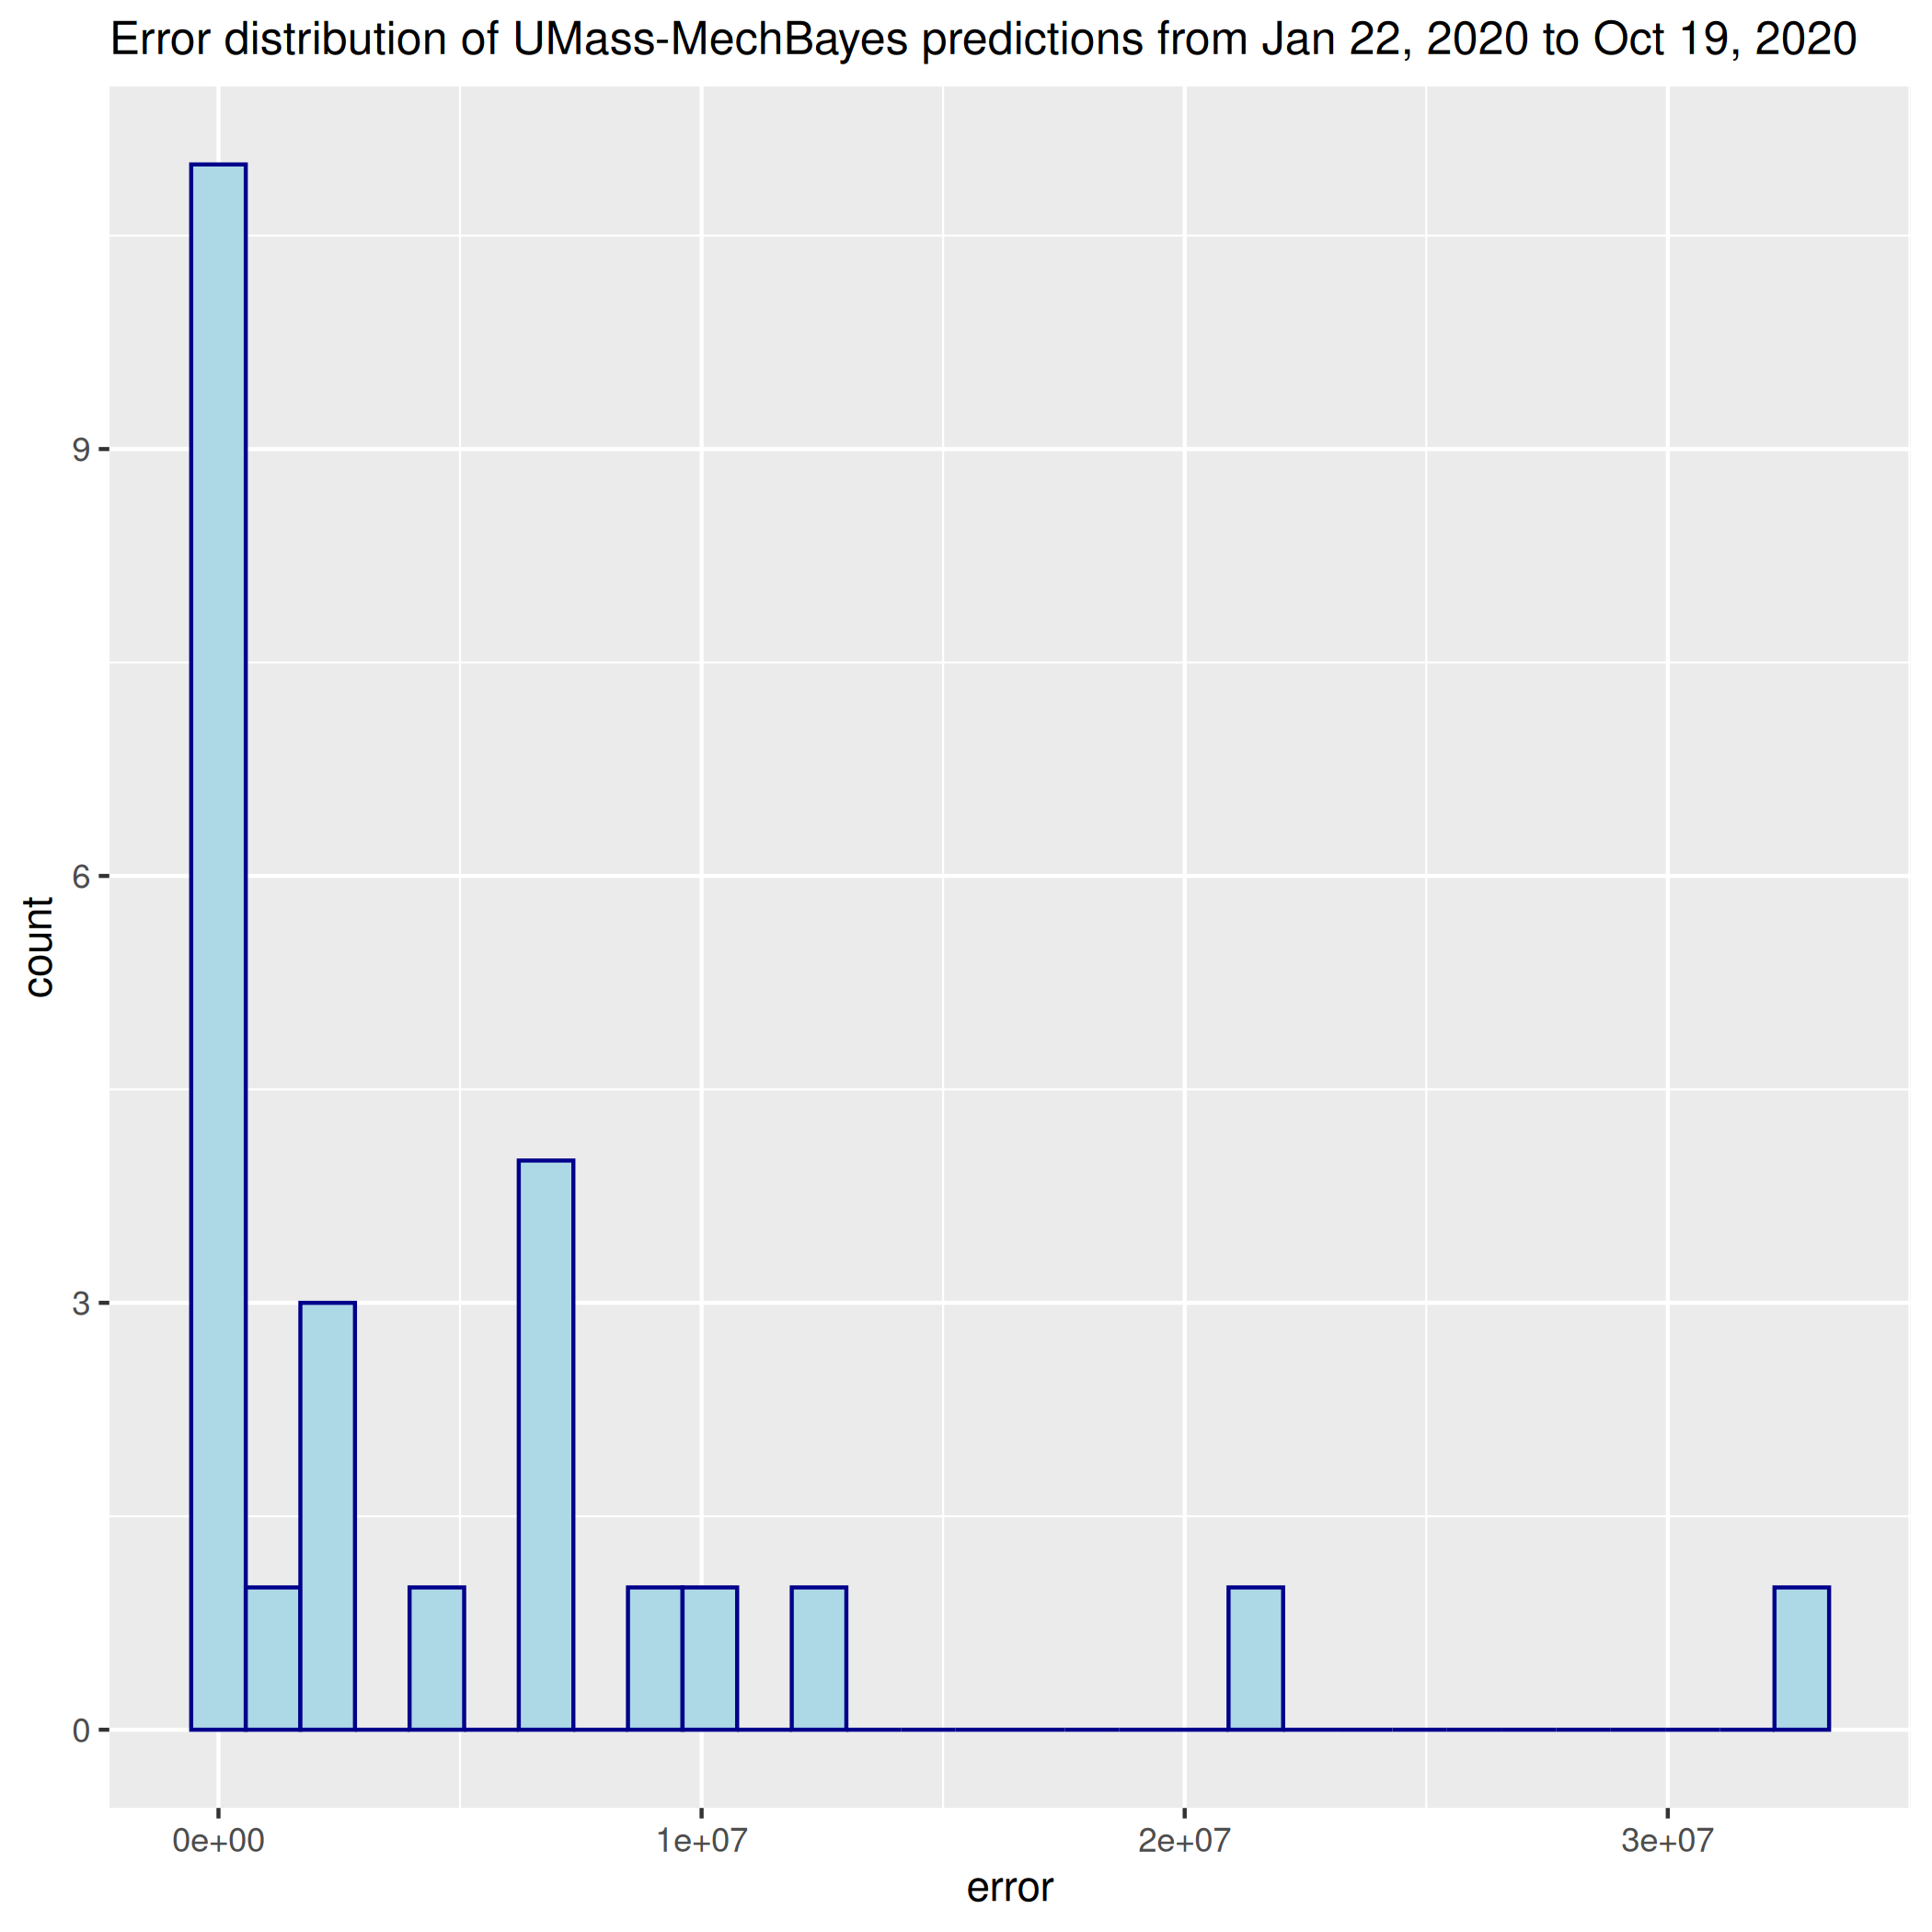 Error distribution of UMass-MechBayes predictions from Jan 22, 2020 to Oct 19, 2020
count
9
6
3
0
0e+00 1e+07 2e+07 3e+07
error